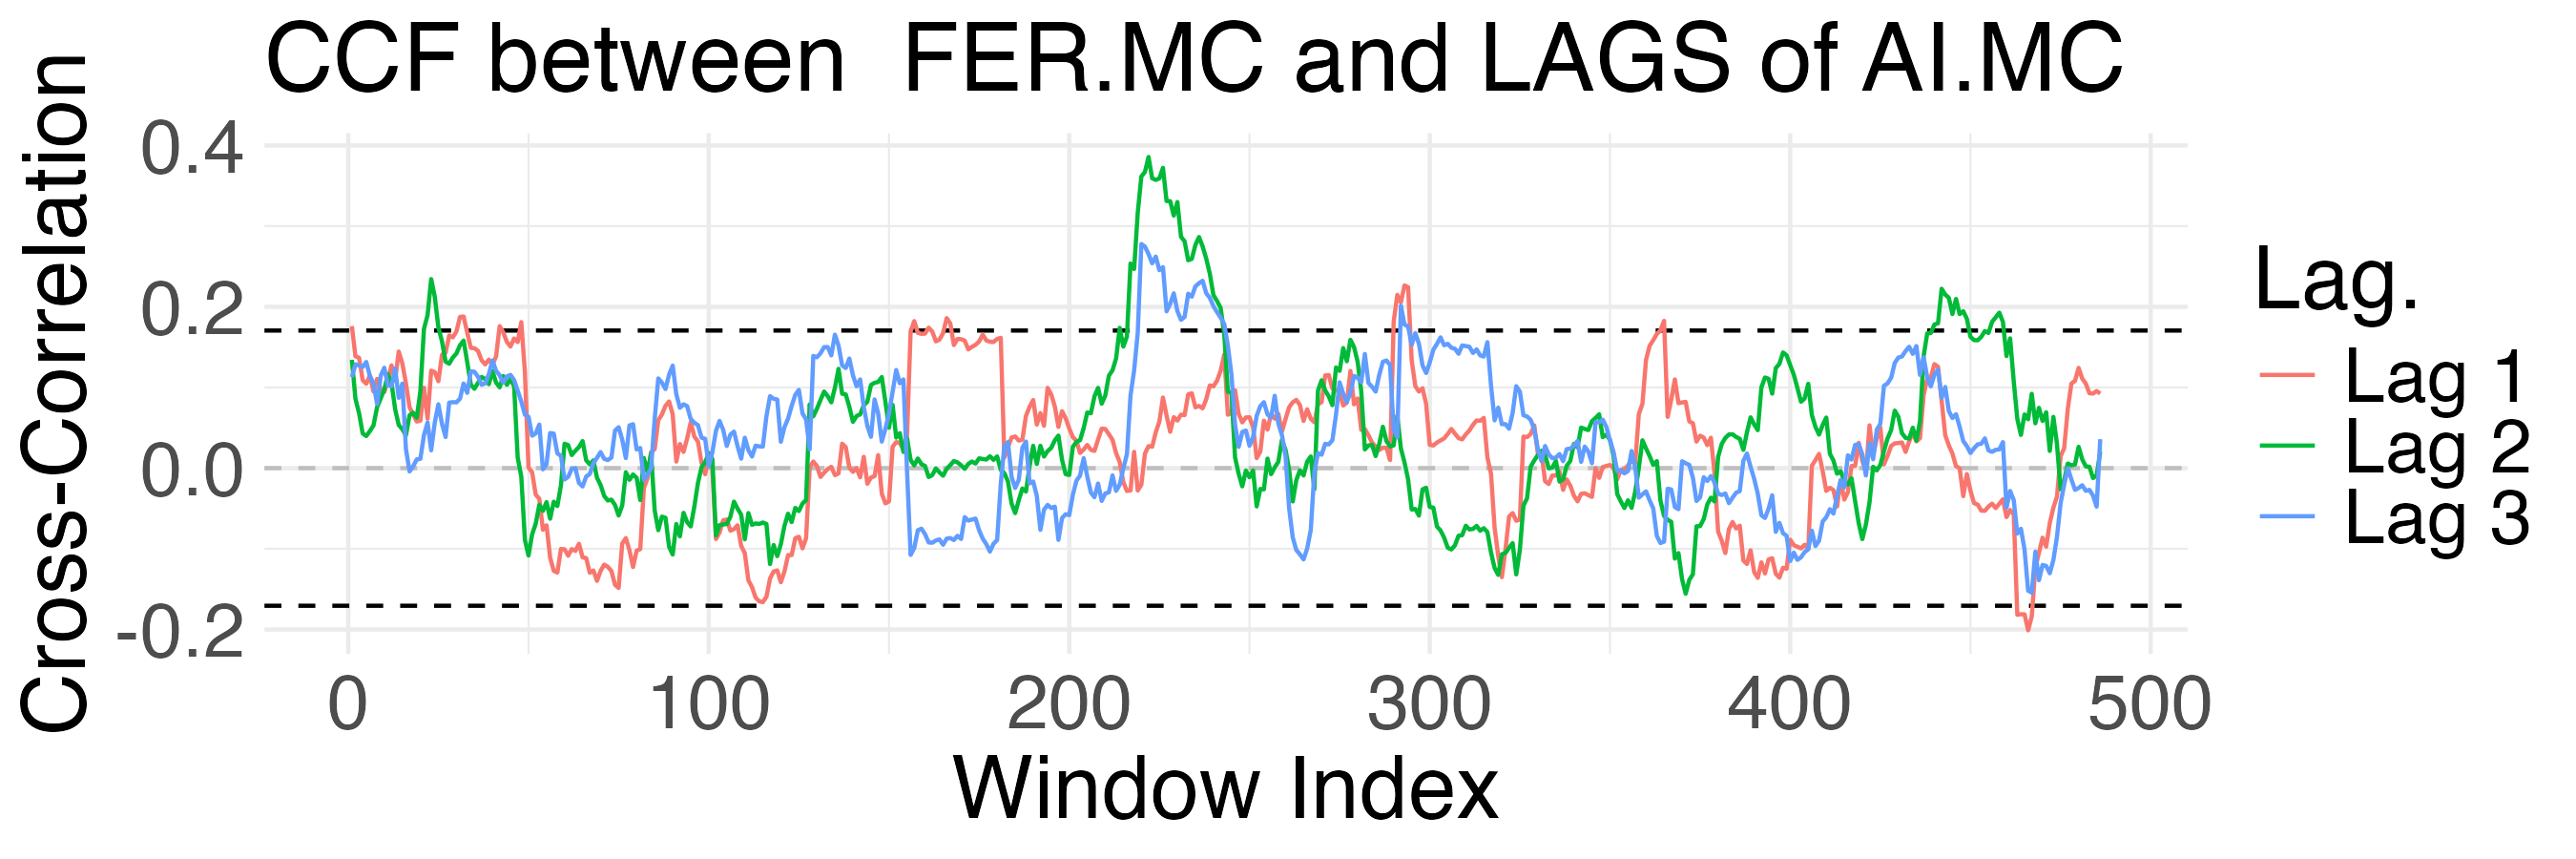 CCF between  FER.MC and LAGS of AI.MC
Cross-Correlation
0.4
0.2
0.0
-0.2
0 100 200 300 400 500
Window Index
Lag.
Lag 1
Lag 2
Lag 3